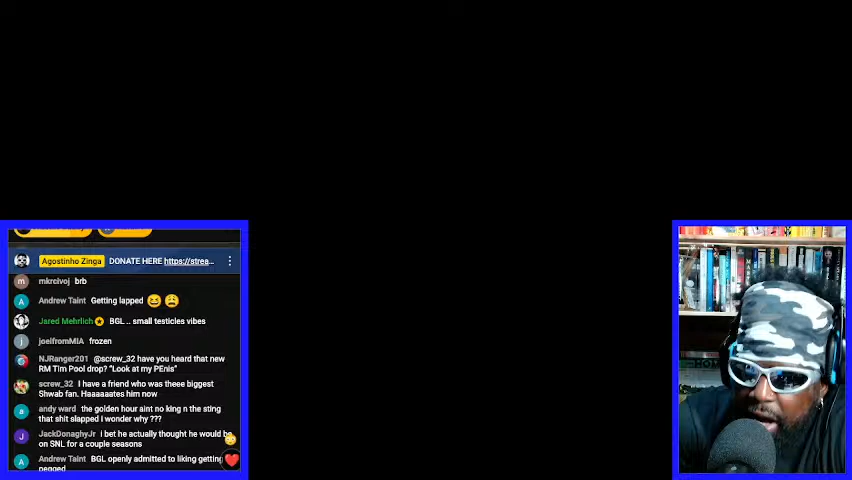 Agostinho Zinga DONATE HERE https://strea...
m mkrcivoj brb
A Andrew Taint Getting lapped 😆 😩
Jared Mehrlich BGL .. small testicles vibes
j joelfromMIA frozen
NJRanger201 @screw_32 have you heard that new
RM Tim Pool drop? "Look at my PEnis"
screw_32 I have a friend who was theee biggest
Shwab fan. Haaaaaates him now
a andy ward the golden hour aint no king n the sting
that shit slapped i wonder why ???
J JackDonaghyJr i bet he actually thought he would be
on SNL for a couple seasons
A Andrew Taint BGL openly admitted to liking getting
pegged